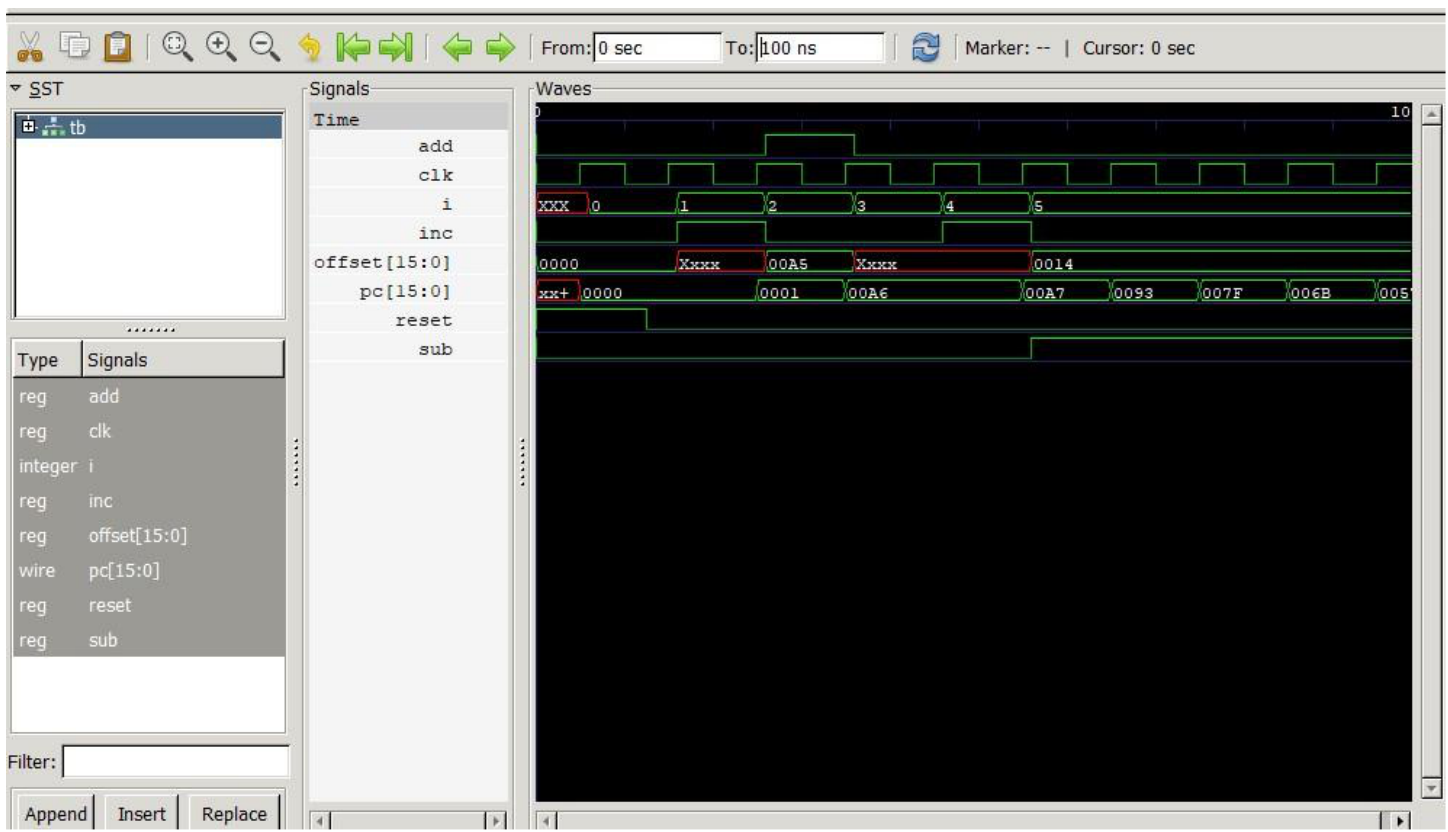 From: 0 sec To: 100 ns Marker: -- | Cursor: 0 sec
SST
tb
Type Signals
reg add
reg clk
integer i
reg inc
reg offset[15:0]
wire pc[15:0]
reg reset
reg sub
Filter:
Append Insert Replace
Signals
Time
add
clk
i
inc
offset[15:0]
pc[15:0]
reset
sub
Waves
0 10
XXX 0 1 2 3 4 5
0000 Xxxx 00A5 Xxxx 0014
xx+ 0000 0001 00A6 00A7 0093 007F 006B 005